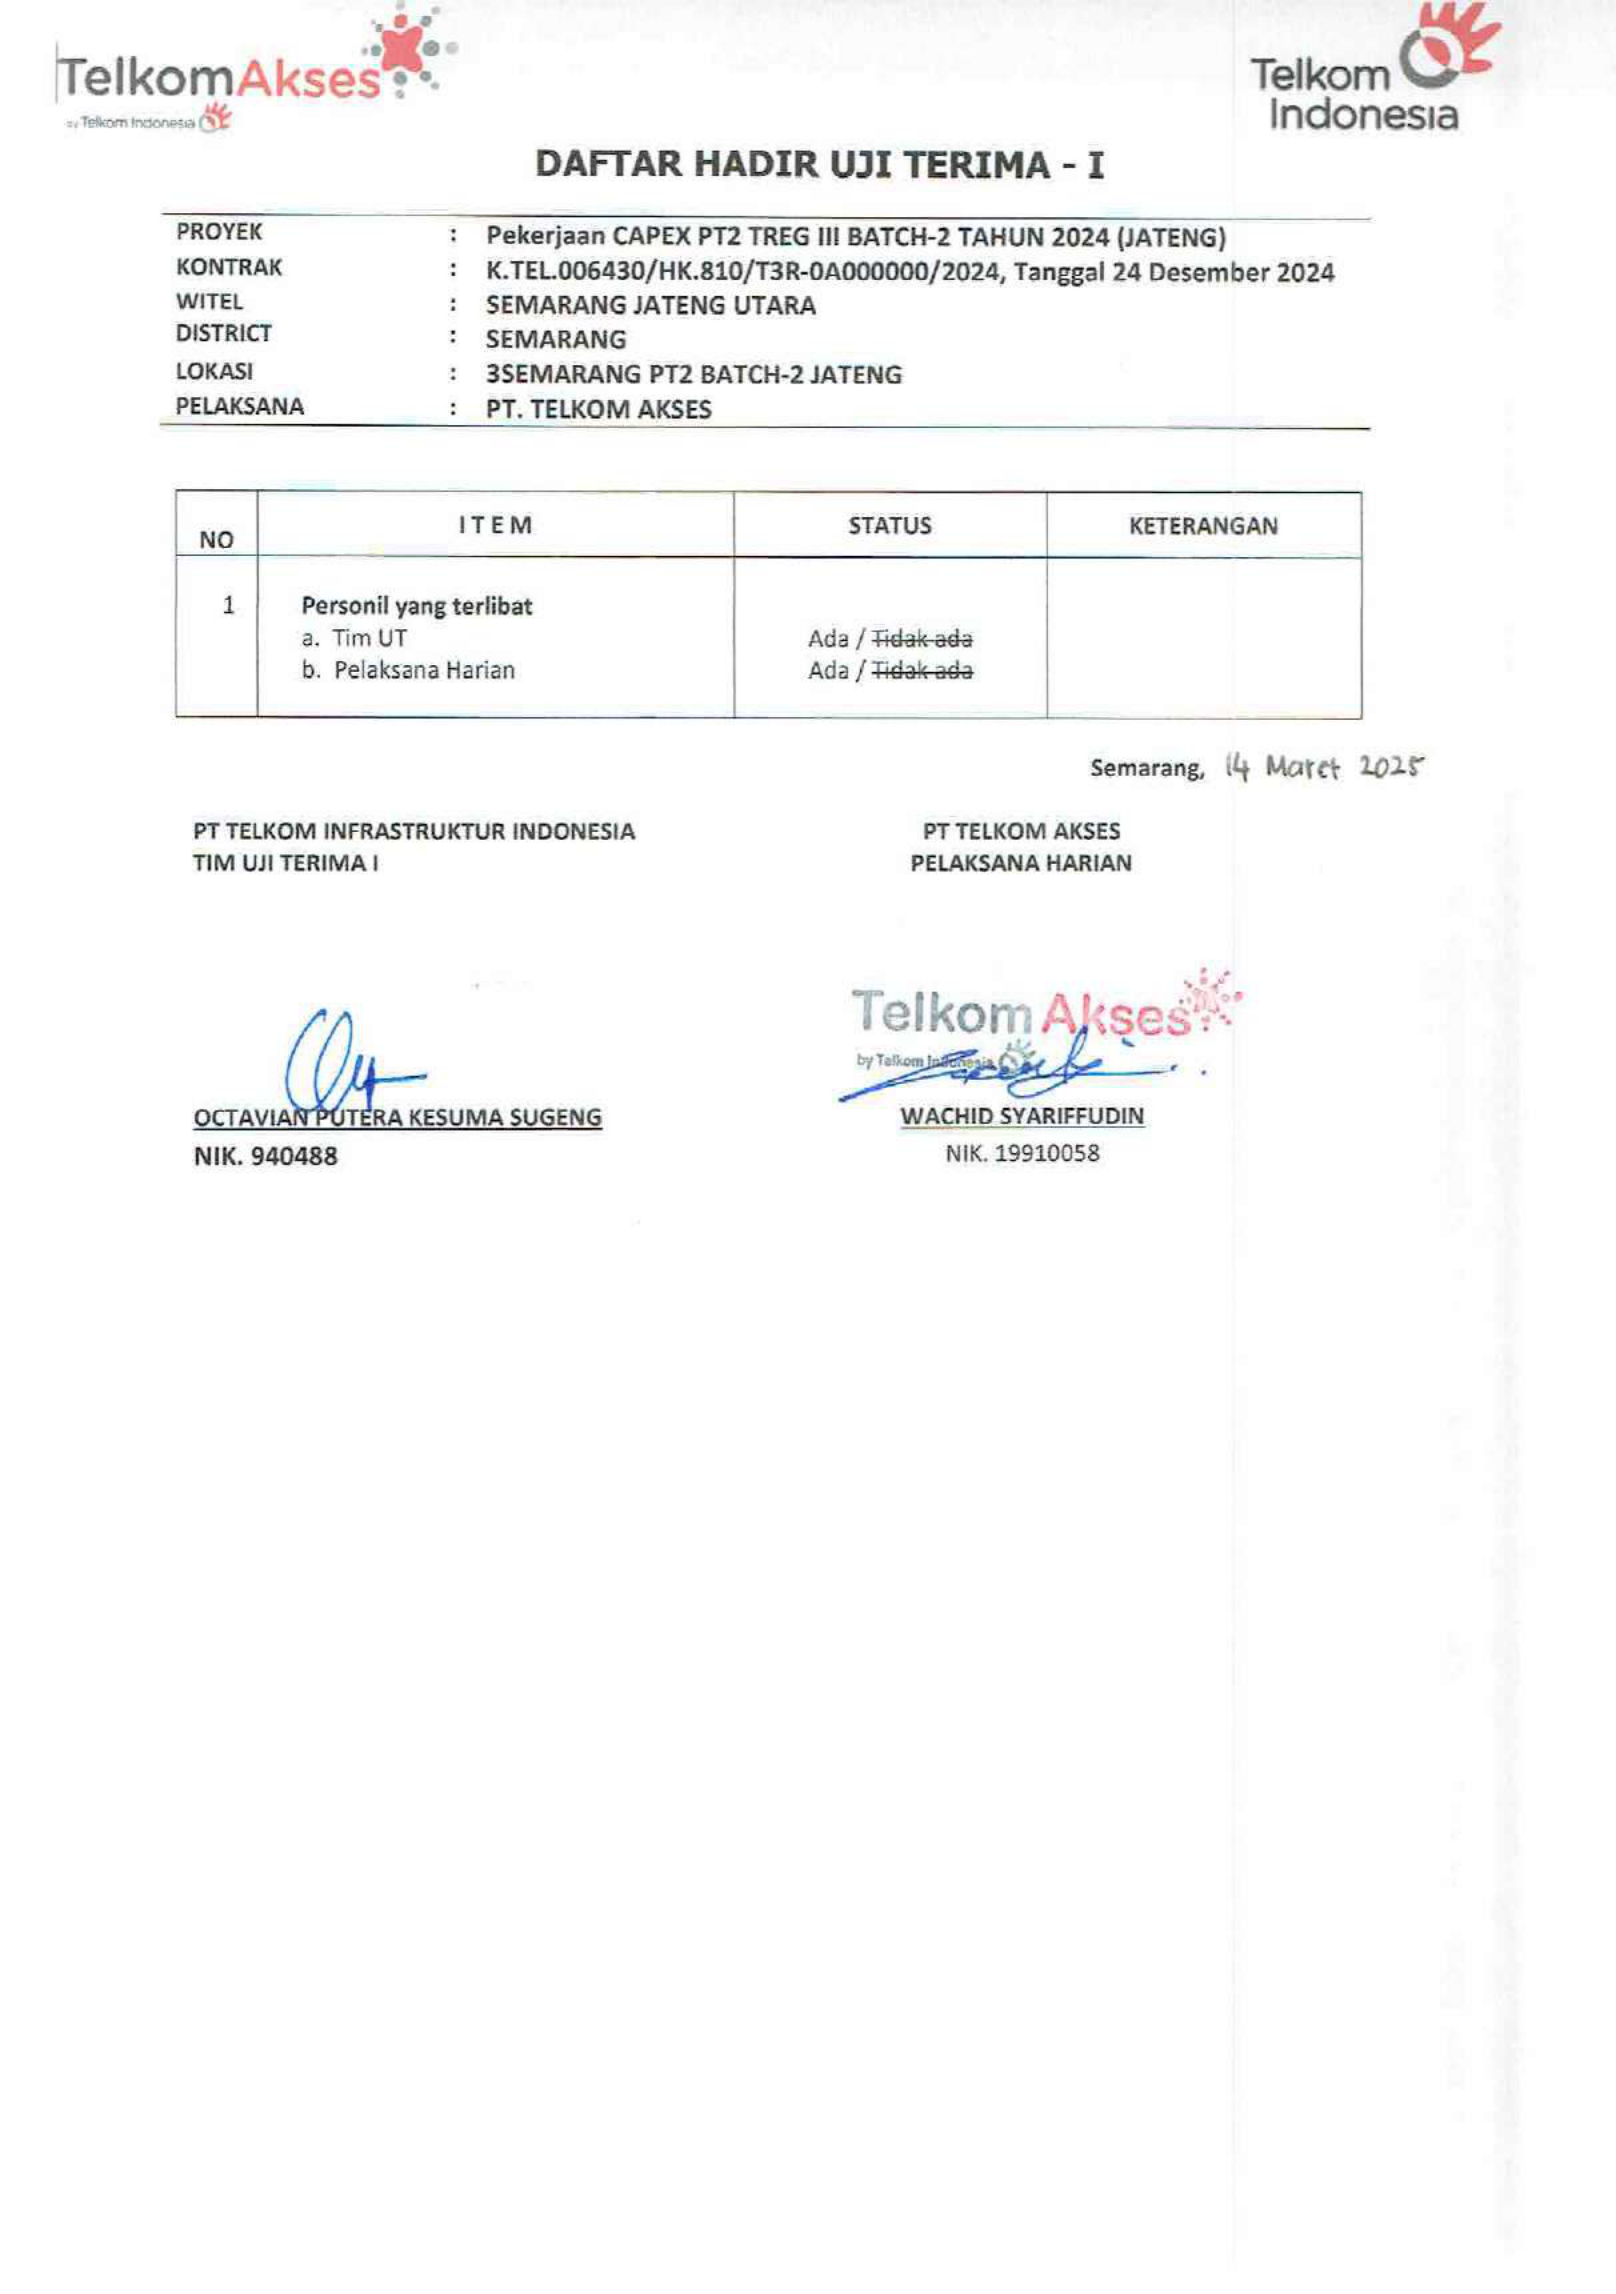 TelkomAkses
by Telkom Indonesia
Telkom
Indonesia
DAFTAR HADIR UJI TERIMA - I
PROYEK : Pekerjaan CAPEX PT2 TREG III BATCH-2 TAHUN 2024 (JATENG)
KONTRAK : K.TEL.006430/HK.810/T3R-0A000000/2024, Tanggal 24 Desember 2024
WITEL : SEMARANG JATENG UTARA
DISTRICT : SEMARANG
LOKASI : 3SEMARANG PT2 BATCH-2 JATENG
PELAKSANA : PT. TELKOM AKSES
NO ITEM STATUS KETERANGAN
1 Personil yang terlibat
a. Tim UT Ada / Tidak ada
b. Pelaksana Harian Ada / Tidak ada
Semarang, 14 Maret 2025
PT TELKOM INFRASTRUKTUR INDONESIA PT TELKOM AKSES
TIM UJI TERIMA I PELAKSANA HARIAN
Telkom Akses
by Telkom Indonesia
OCTAVIAN PUTERA KESUMA SUGENG WACHID SYARIFFUDIN
NIK. 940488 NIK. 19910058